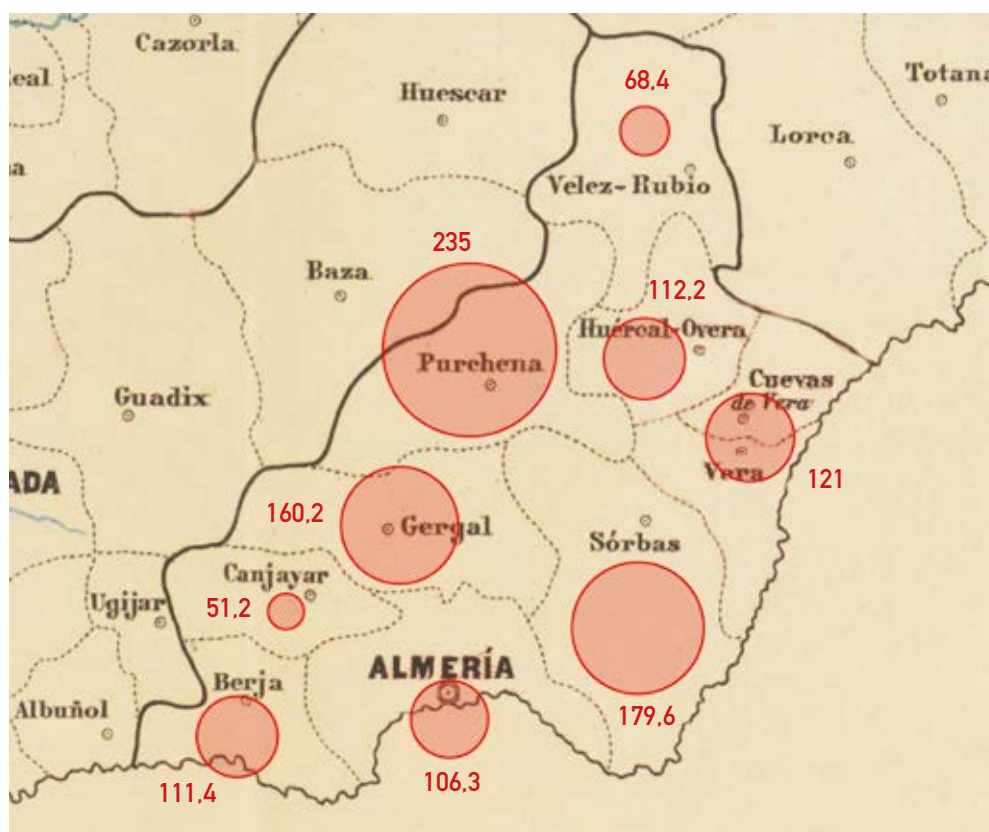 Cazorla
eal
68,4
Totana
Huescar
Lorca
a
Velez-Rubio
235
Baza
112,2
Huércal-Overa
Purchena
Cuevas
de Vera
Guadix
Vara
121
ADA
160,2
Gergal
Sórbas
Canjayar
51,2
Ugijar
ALMERÍA
Berja
Albuñol
179,6
111,4
106,3